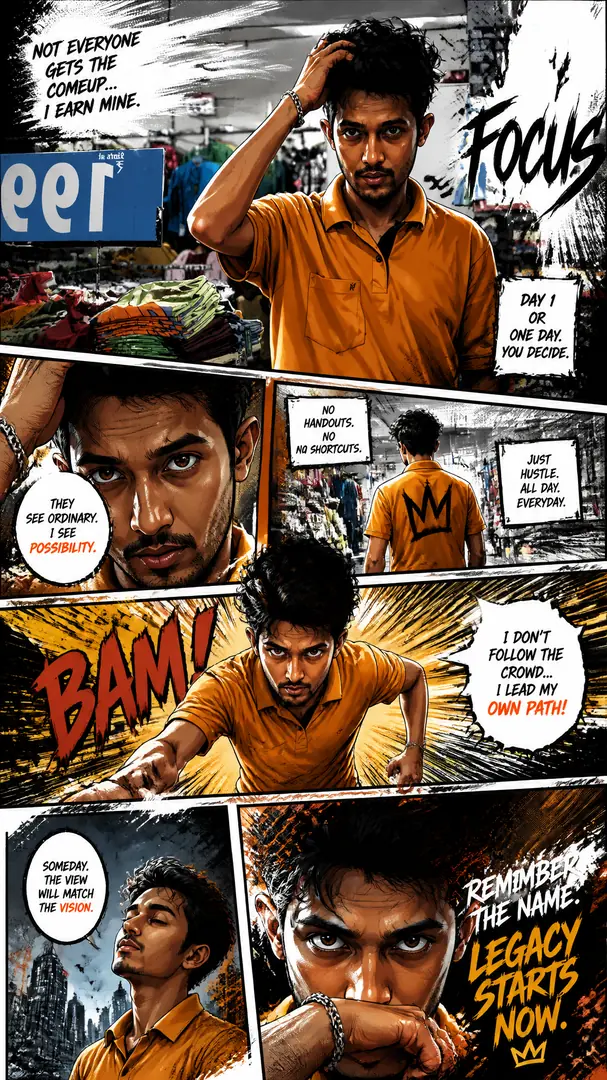 NOT EVERYONE
GETS THE
COMEUP...
I EARN MINE.
FOCUS
199
₹
DAY 1
OR
ONE DAY.
YOU DECIDE.
THEY
SEE ORDINARY.
I SEE
POSSIBILITY.
NO
HANDOUTS.
NO
NO SHORTCUTS.
JUST
HUSTLE.
ALL DAY.
EVERYDAY.
BAM!
I DON'T
FOLLOW THE
CROWD...
I LEAD MY
OWN PATH!
SOMEDAY.
THE VIEW
WILL MATCH
THE VISION.
REMIMBER
THE NAME.
LEGACY
STARTS
NOW.